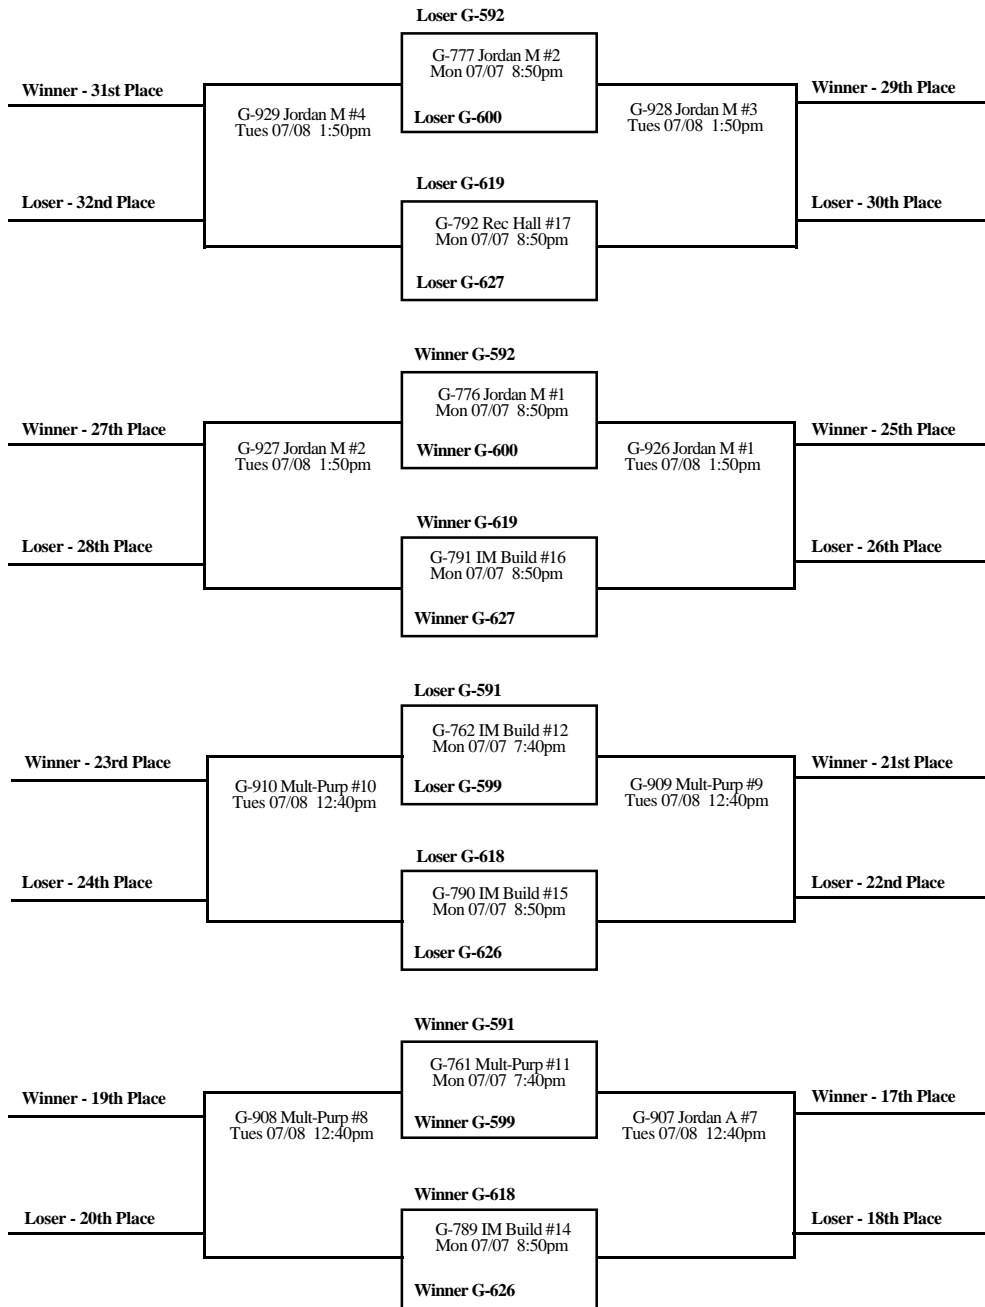 Loser G-592
G-777 Jordan M #2
Mon 07/07 8:50pm
Winner - 31st Place
Winner - 29th Place
G-929 Jordan M #4
Tues 07/08 1:50pm
Loser G-600
G-928 Jordan M #3
Tues 07/08 1:50pm
Loser G-619
Loser - 32nd Place
Loser - 30th Place
G-792 Rec Hall #17
Mon 07/07 8:50pm
Loser G-627
Winner G-592
G-776 Jordan M #1
Mon 07/07 8:50pm
Winner - 27th Place
Winner - 25th Place
G-927 Jordan M #2
Tues 07/08 1:50pm
Winner G-600
G-926 Jordan M #1
Tues 07/08 1:50pm
Winner G-619
Loser - 28th Place
Loser - 26th Place
G-791 IM Build #16
Mon 07/07 8:50pm
Winner G-627
Loser G-591
G-762 IM Build #12
Mon 07/07 7:40pm
Winner - 23rd Place
Winner - 21st Place
G-910 Mult-Purp #10
Tues 07/08 12:40pm
Loser G-599
G-909 Mult-Purp #9
Tues 07/08 12:40pm
Loser G-618
Loser - 24th Place
Loser - 22nd Place
G-790 IM Build #15
Mon 07/07 8:50pm
Loser G-626
Winner G-591
G-761 Mult-Purp #11
Mon 07/07 7:40pm
Winner - 19th Place
Winner - 17th Place
G-908 Mult-Purp #8
Tues 07/08 12:40pm
Winner G-599
G-907 Jordan A #7
Tues 07/08 12:40pm
Winner G-618
Loser - 20th Place
Loser - 18th Place
G-789 IM Build #14
Mon 07/07 8:50pm
Winner G-626